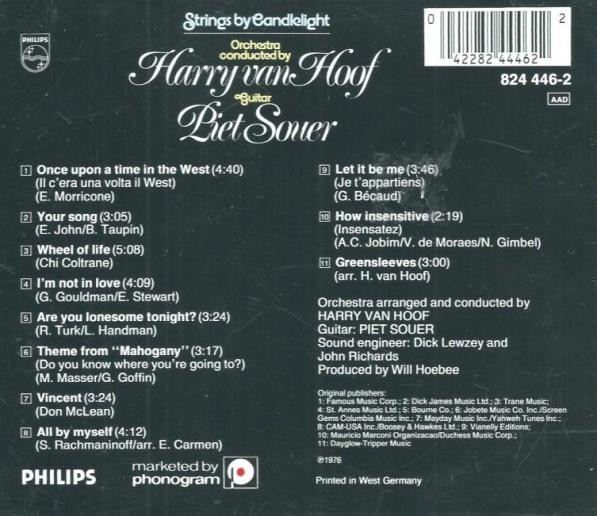 Strings by Candlelight
PHILIPS
Orchestra
conducted by
Harry van Hoof
Guitar
Piet Souer
0 42282 44462 2
824 446-2
AAD
1 Once upon a time in the West (4:40)
(Il c'era una volta il West)
(E. Morricone)
2 Your song (3:05)
(E. John/B. Taupin)
3 Wheel of life (5:08)
(Chi Coltrane)
4 I'm not in love (4:09)
(G. Gouldman/E. Stewart)
5 Are you lonesome tonight? (3:24)
(R. Turk/L. Handman)
6 Theme from "Mahogany" (3:17)
(Do you know where you're going to?)
(M. Masser/G. Goffin)
7 Vincent (3:24)
(Don McLean)
8 All by myself (4:12)
(S. Rachmaninoff/arr. E. Carmen)
9 Let it be me (3:46)
(Je t'appartiens)
(G. Bécaud)
10 How insensitive (2:19)
(Insensatez)
(A.C. Jobim/V. de Moraes/N. Gimbel)
11 Greensleeves (3:00)
(arr. H. van Hoof)
Orchestra arranged and conducted by
HARRY VAN HOOF
Guitar: PIET SOUER
Sound engineer: Dick Lewzey and
John Richards
Produced by Will Hoebee
Original publishers:
1: Famous Music Corp.; 2: Dick James Music Ltd.; 3: Trane Music;
4: St. Annes Music Ltd.; 5: Bourne Co.; 6: Jobete Music Co. Inc./Screen
Gems Columbia Music Inc.; 7: Mayday Music Inc./Yahweh Tunes Inc.;
8: CAM-USA Inc./Boosey & Hawkes Ltd.; 9: Vianelly Editions;
10: Mauricio Marconi Organizacao/Duchess Music Corp.;
11: Dayglow-Tripper Music
℗1976
Printed in West Germany
PHILIPS
marketed by
phonogram